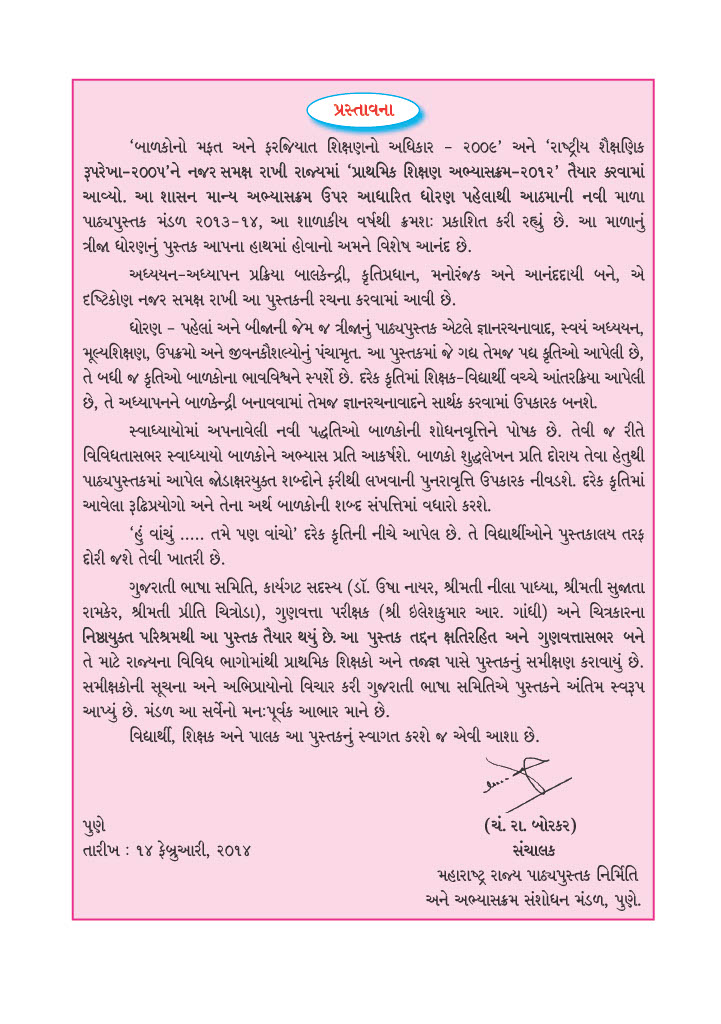 પ્રસ્તાવના
‘બાળકોનો મફત અને ફરજિયાત શિક્ષણનો અધિકાર – ૨૦૦૯’ અને ‘રાષ્ટ્રીય શૈક્ષણિક
રૂપરેખા–૨૦૦૫’ને નજર સમક્ષ રાખી રાજ્યમાં ‘પ્રાથમિક શિક્ષણ અભ્યાસક્રમ–૨૦૧૨’ તૈયાર કરવામાં
આવ્યો. આ શાસન માન્ય અભ્યાસક્રમ ઉપર આધારિત ધોરણ પહેલાથી આઠમાની નવી માળા
પાઠ્યપુસ્તક મંડળ ૨૦૧૩–૧૪, આ શાળાકીય વર્ષથી ક્રમશઃ પ્રકાશિત કરી રહ્યું છે. આ માળાનું
ત્રીજા ધોરણનું પુસ્તક આપના હાથમાં હોવાનો અમને વિશેષ આનંદ છે.
અધ્યયન–અધ્યાપન પ્રક્રિયા બાલકેન્દ્રી, કૃતિપ્રધાન, મનોરંજક અને આનંદદાયી બને, એ
દષ્ટિકોણ નજર સમક્ષ રાખી આ પુસ્તકની રચના કરવામાં આવી છે.
ધોરણ – પહેલાં અને બીજાની જેમ જ ત્રીજાનું પાઠ્યપુસ્તક એટલે જ્ઞાનરચનાવાદ, સ્વયં અધ્યયન,
મૂલ્યશિક્ષણ, ઉપક્રમો અને જીવનકૌશલ્યોનું પંચામૃત. આ પુસ્તકમાં જે ગદ્ય તેમજ પદ્ય કૃતિઓ આપેલી છે,
તે બધી જ કૃતિઓ બાળકોના ભાવવિશ્વને સ્પર્શે છે. દરેક કૃતિમાં શિક્ષક–વિદ્યાર્થી વચ્ચે આંતરક્રિયા આપેલી
છે, તે અધ્યાપનને બાળકેન્દ્રી બનાવવામાં તેમજ જ્ઞાનરચનાવાદને સાર્થક કરવામાં ઉપકારક બનશે.
સ્વાધ્યાયોમાં અપનાવેલી નવી પદ્ધતિઓ બાળકોની શોધનવૃત્તિને પોષક છે. તેવી જ રીતે
વિવિધતાસભર સ્વાધ્યાયો બાળકોને અભ્યાસ પ્રતિ આકર્ષશે. બાળકો શુદ્ધલેખન પ્રતિ દોરાય તેવા હેતુથી
પાઠ્યપુસ્તકમાં આપેલ જોડાક્ષરયુક્ત શબ્દોને ફરીથી લખવાની પુનરાવૃત્તિ ઉપકારક નીવડશે. દરેક કૃતિમાં
આવેલા રૂઢિપ્રયોગો અને તેના અર્થ બાળકોની શબ્દ સંપત્તિમાં વધારો કરશે.
‘હું વાંચું ..... તમે પણ વાંચો’ દરેક કૃતિની નીચે આપેલ છે. તે વિદ્યાર્થીઓને પુસ્તકાલય તરફ
દોરી જશે તેવી ખાતરી છે.
ગુજરાતી ભાષા સમિતિ, કાર્યગટ સદસ્ય (ડૉ. ઉષા નાયર, શ્રીમતી નીલા પાધ્યા, શ્રીમતી સુજાતા
રામકેર, શ્રીમતી પ્રીતિ ચિત્રોડા), ગુણવત્તા પરીક્ષક (શ્રી ઇલેશકુમાર આર. ગાંધી) અને ચિત્રકારના
નિષ્ઠાયુક્ત પરિશ્રમથી આ પુસ્તક તૈયાર થયું છે. આ પુસ્તક તદ્દન ક્ષતિરહિત અને ગુણવત્તાસભર બને
તે માટે રાજ્યના વિવિધ ભાગોમાંથી પ્રાથમિક શિક્ષકો અને તજજ્ઞ પાસે પુસ્તકનું સમીક્ષણ કરાવાયું છે.
સમીક્ષકોની સૂચના અને અભિપ્રાયોનો વિચાર કરી ગુજરાતી ભાષા સમિતિએ પુસ્તકને અંતિમ સ્વરૂપ
આપ્યું છે. મંડળ આ સર્વેનો મનઃપૂર્વક આભાર માને છે.
વિદ્યાર્થી, શિક્ષક અને પાલક આ પુસ્તકનું સ્વાગત કરશે જ એવી આશા છે.
પુણે
તારીખ : ૧૪ ફેબ્રુઆરી, ૨૦૧૪
(ચં. રા. બોરકર)
સંચાલક
મહારાષ્ટ્ર રાજ્ય પાઠ્યપુસ્તક નિર્મિતિ
અને અભ્યાસક્રમ સંશોધન મંડળ, પુણે.